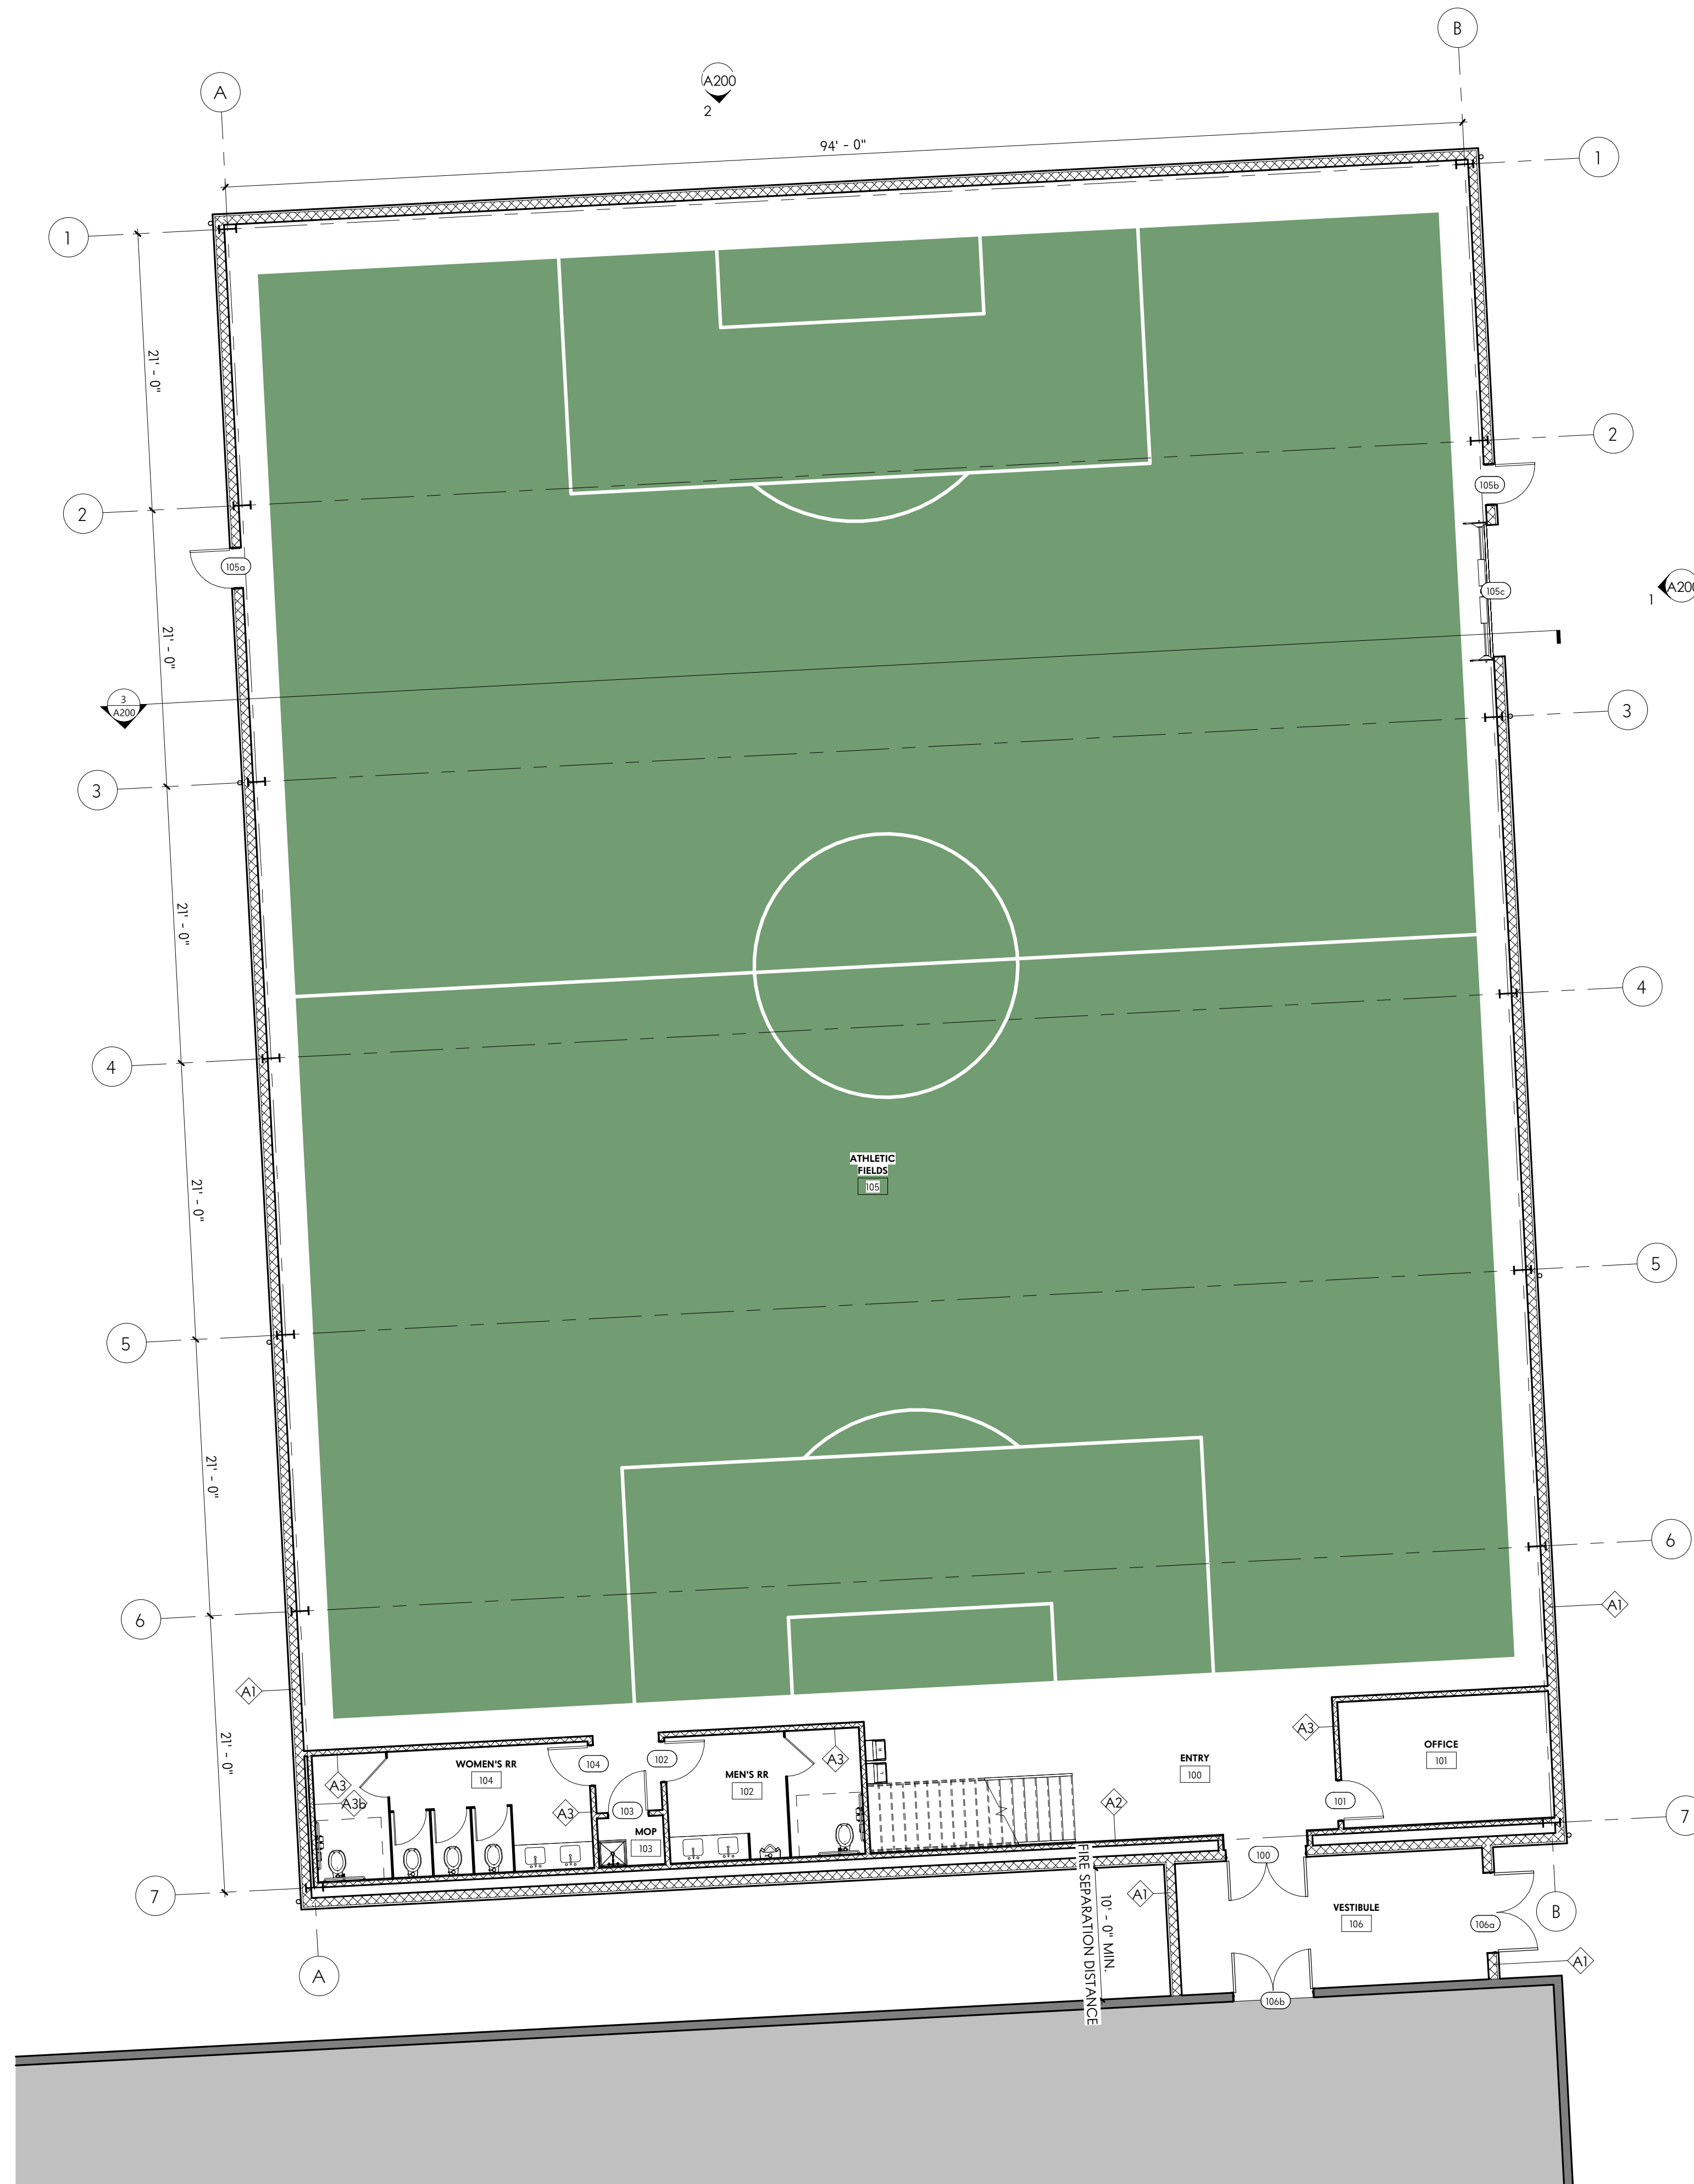 B
A
A200
2
94' - 0"
1
1
21' - 0"
2
2
105b
105a
105c
A200
1
21' - 0"
3
A200
3
3
21' - 0"
4
4
ATHLETIC
FIELDS
105
21' - 0"
5
5
21' - 0"
6
6
A1
A1
21' - 0"
A3
OFFICE
101
ENTRY
100
WOMEN'S RR
104
104
102
A3
MEN'S RR
102
A3
A3b
A3
103
MOP
103
A2
101
7
100
7
A1
10' - 0" MIN.
FIRE SEPARATION DISTANCE
VESTIBULE
106
106a
B
A1
A
106b